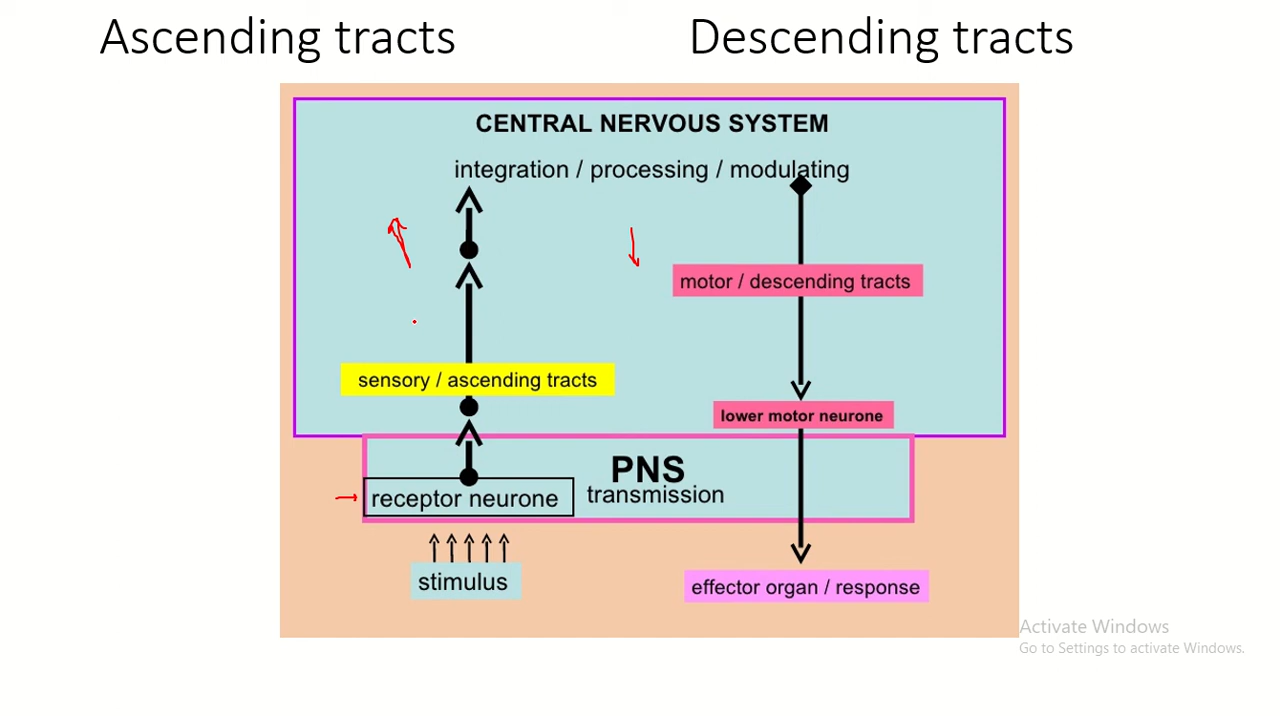 Ascending tracts
Descending tracts
CENTRAL NERVOUS SYSTEM
integration / processing / modulating
motor / descending tracts
sensory / ascending tracts
lower motor neurone
PNS
receptor neurone
transmission
stimulus
effector organ / response
Activate Windows
Go to Settings to activate Windows.